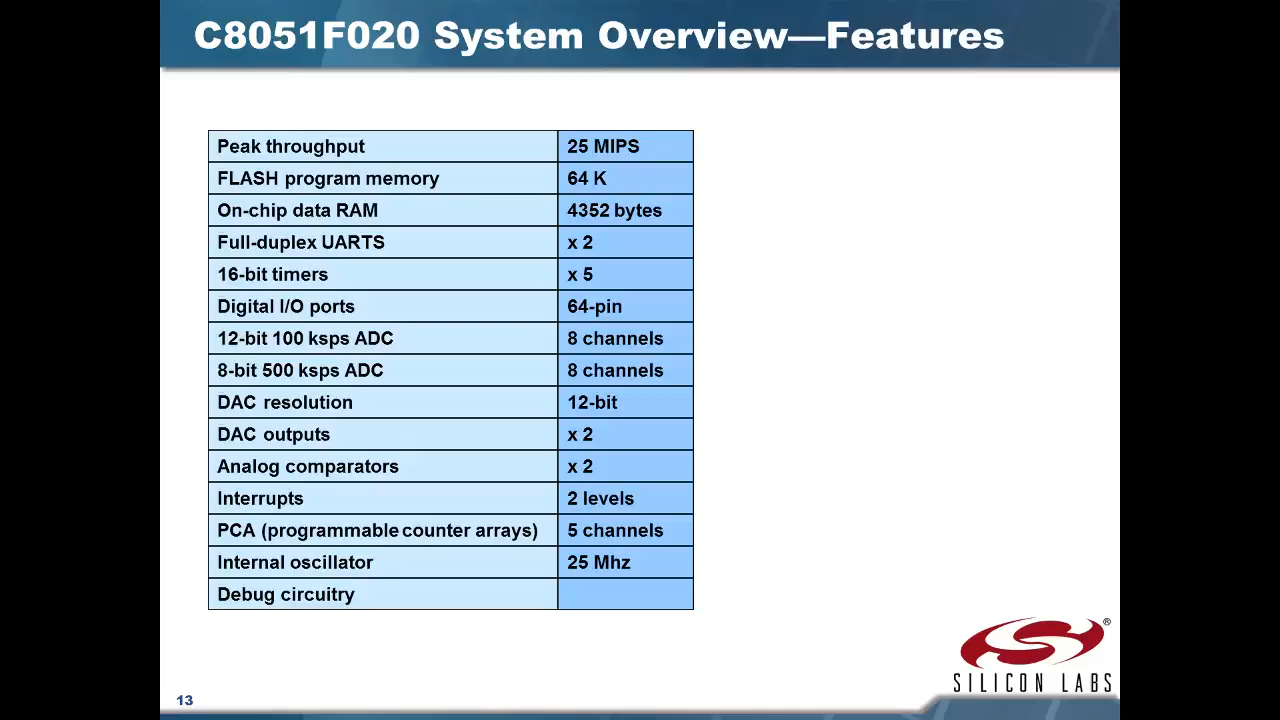 C8051F020 System Overview—Features
Peak throughput 25 MIPS
FLASH program memory 64 K
On-chip data RAM 4352 bytes
Full-duplex UARTS x 2
16-bit timers x 5
Digital I/O ports 64-pin
12-bit 100 ksps ADC 8 channels
8-bit 500 ksps ADC 8 channels
DAC resolution 12-bit
DAC outputs x 2
Analog comparators x 2
Interrupts 2 levels
PCA (programmable counter arrays) 5 channels
Internal oscillator 25 Mhz
Debug circuitry
®
SILICON LABS
13